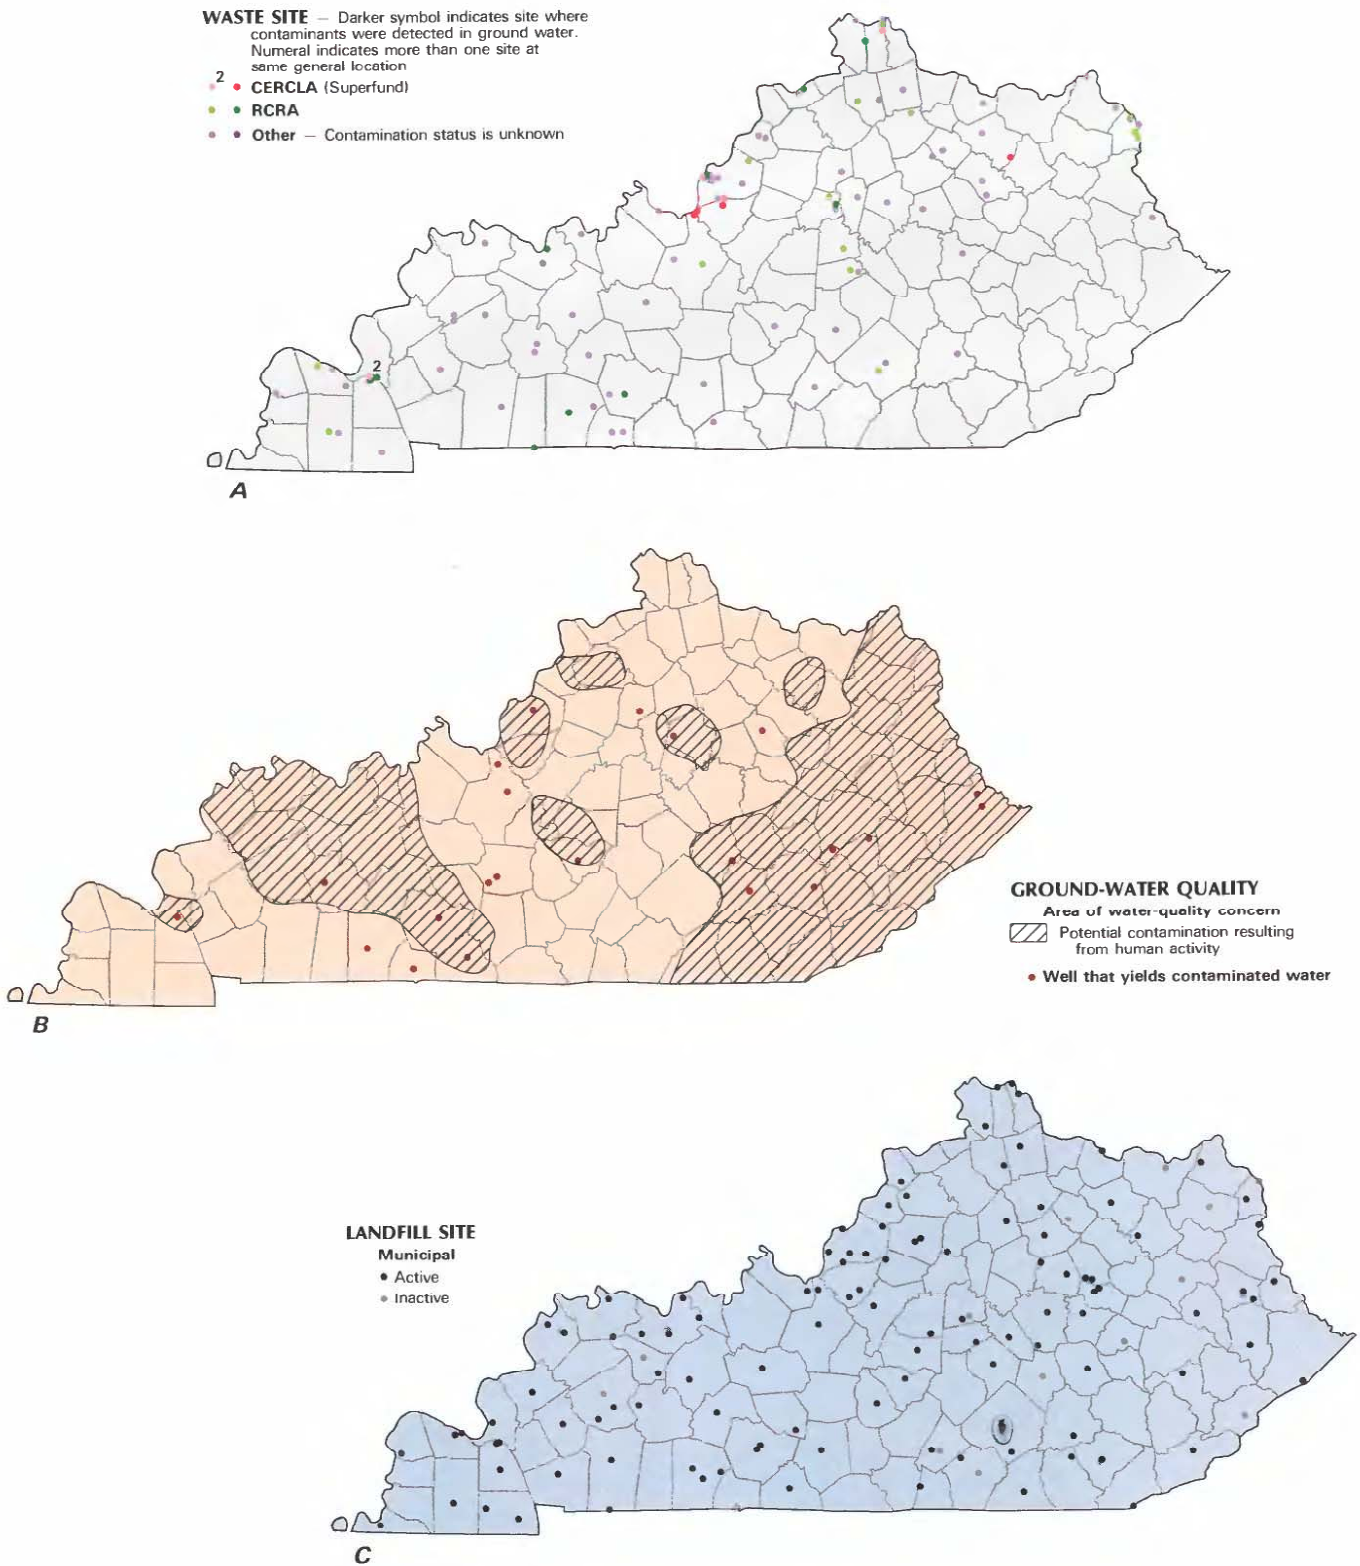 WASTE SITE — Darker symbol indicates site where
contaminants were detected in ground water.
Numeral indicates more than one site at
same general location
2
CERCLA (Superfund)
RCRA
Other — Contamination status is unknown
2
A
GROUND-WATER QUALITY
Area of water-quality concern
Potential contamination resulting
from human activity
Well that yields contaminated water
B
LANDFILL SITE
Municipal
Active
Inactive
C